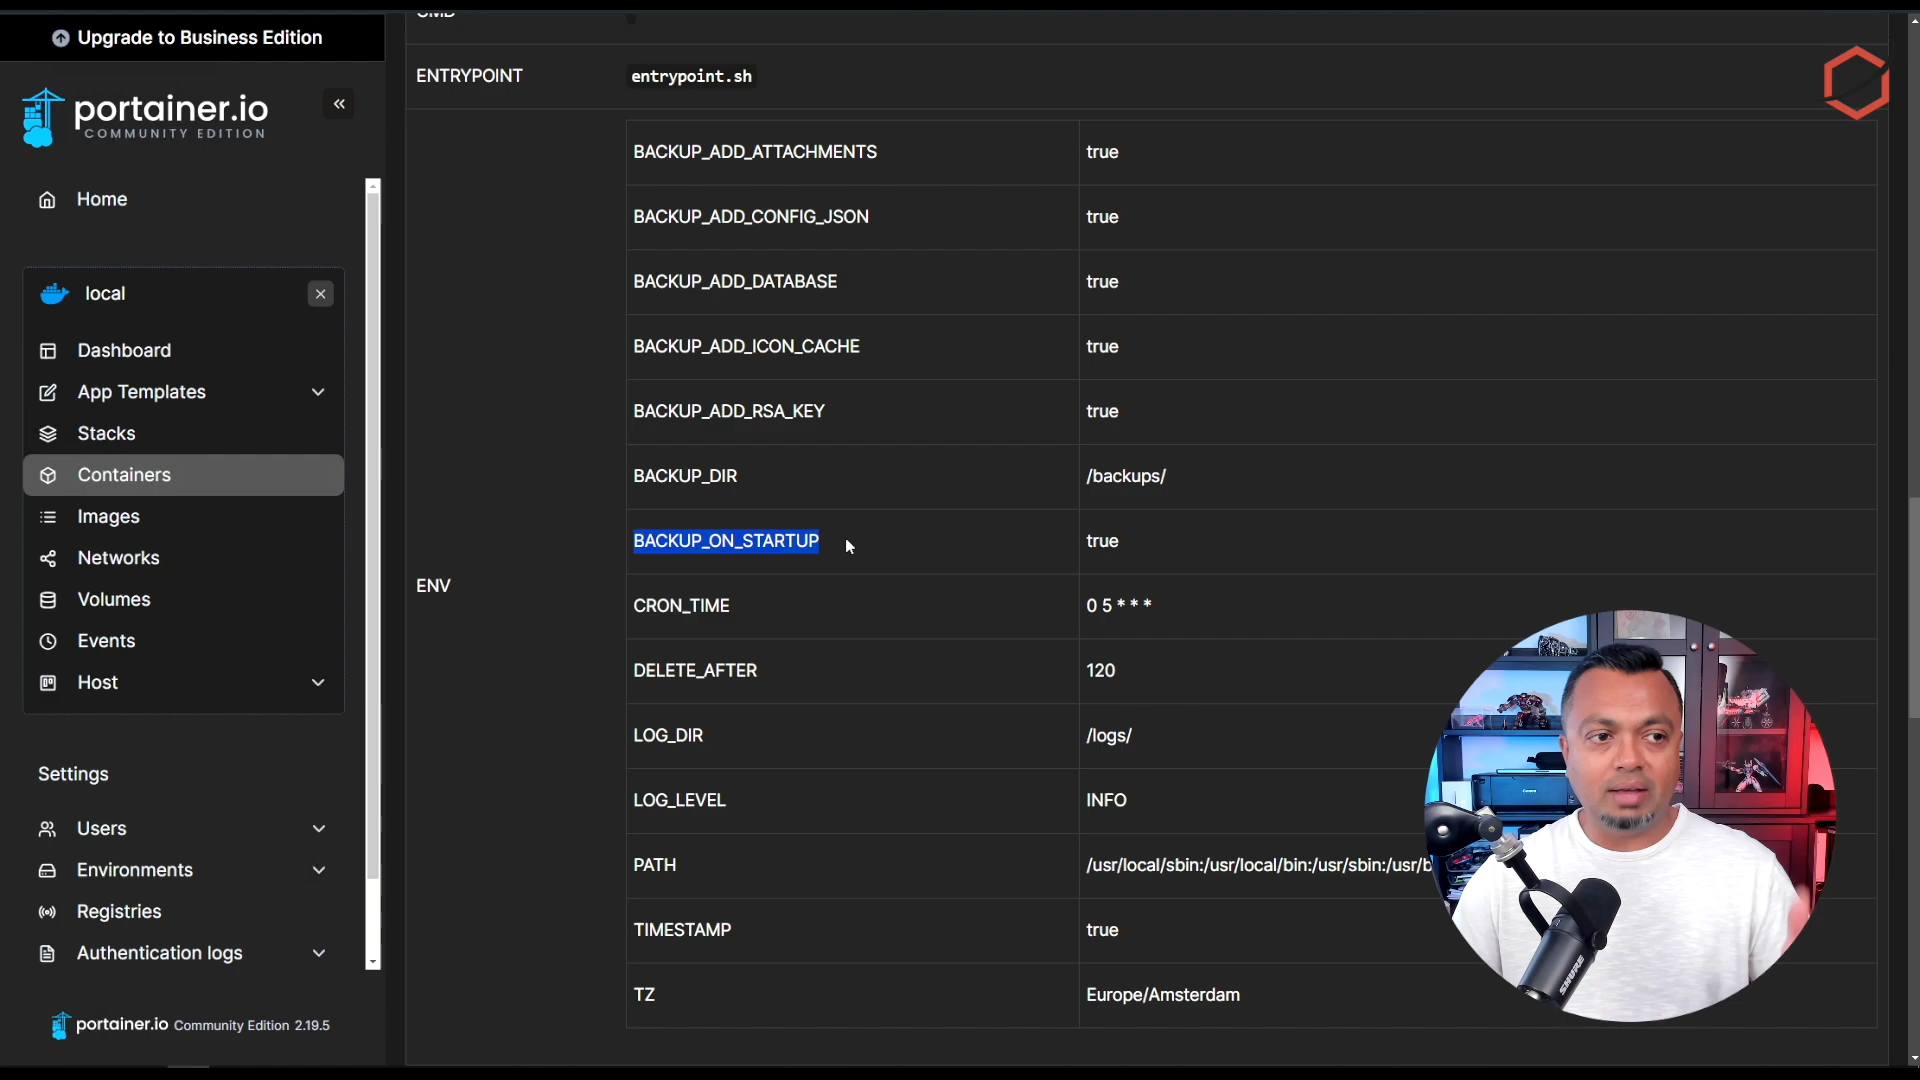 Upgrade to Business Edition
portainer.io
COMMUNITY EDITION
Home
local
Dashboard
App Templates
Stacks
Containers
Images
Networks
Volumes
Events
Host
Settings
Users
Environments
Registries
Authentication logs
portainer.io Community Edition 2.19.5
ENTRYPOINT entrypoint.sh
ENV
BACKUP_ADD_ATTACHMENTS true
BACKUP_ADD_CONFIG_JSON true
BACKUP_ADD_DATABASE true
BACKUP_ADD_ICON_CACHE true
BACKUP_ADD_RSA_KEY true
BACKUP_DIR /backups/
BACKUP_ON_STARTUP true
CRON_TIME 0 5 * * *
DELETE_AFTER 120
LOG_DIR /logs/
LOG_LEVEL INFO
PATH /usr/local/sbin:/usr/local/bin:/usr/sbin:/usr/b
TIMESTAMP true
TZ Europe/Amsterdam
Canon
SHURE